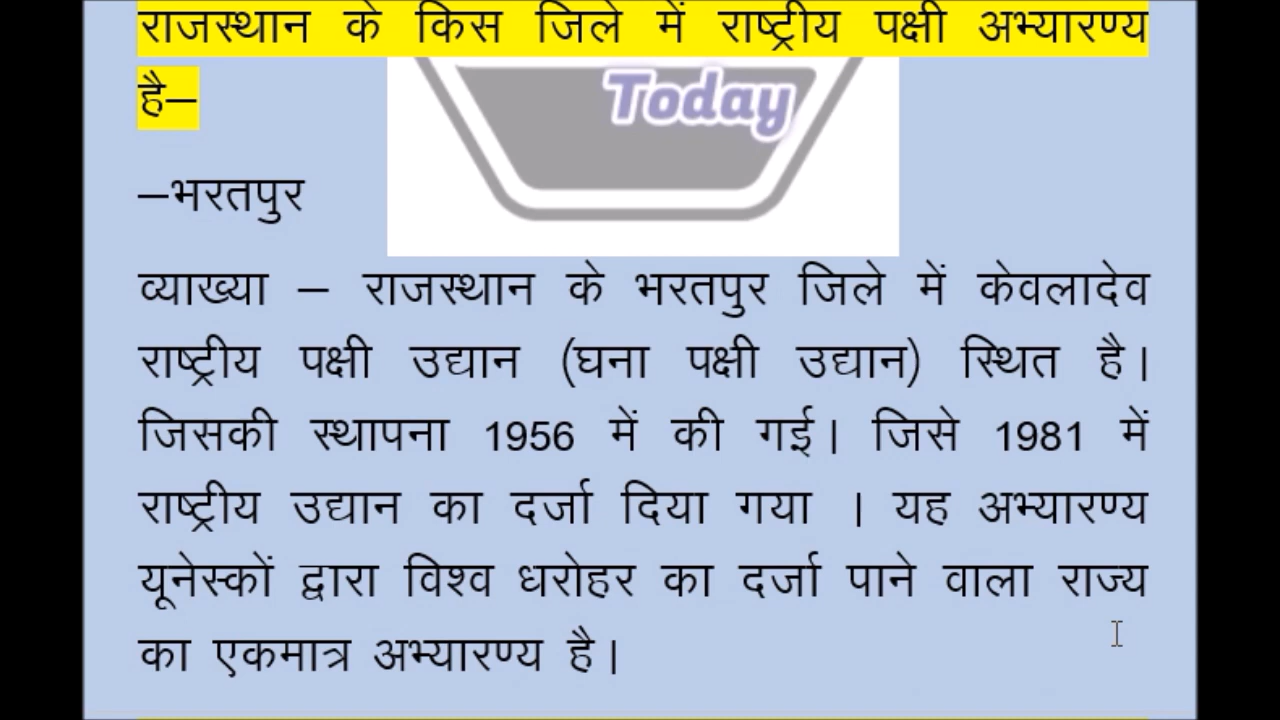 राजस्थान के किस जिले में राष्ट्रीय पक्षी अभ्यारण्य
है–
Today
–भरतपुर
व्याख्या – राजस्थान के भरतपुर जिले में केवलादेव
राष्ट्रीय पक्षी उद्यान (घना पक्षी उद्यान) स्थित है।
जिसकी स्थापना 1956 में की गई। जिसे 1981 में
राष्ट्रीय उद्यान का दर्जा दिया गया । यह अभ्यारण्य
यूनेस्कों द्वारा विश्व धरोहर का दर्जा पाने वाला राज्य
का एकमात्र अभ्यारण्य है।